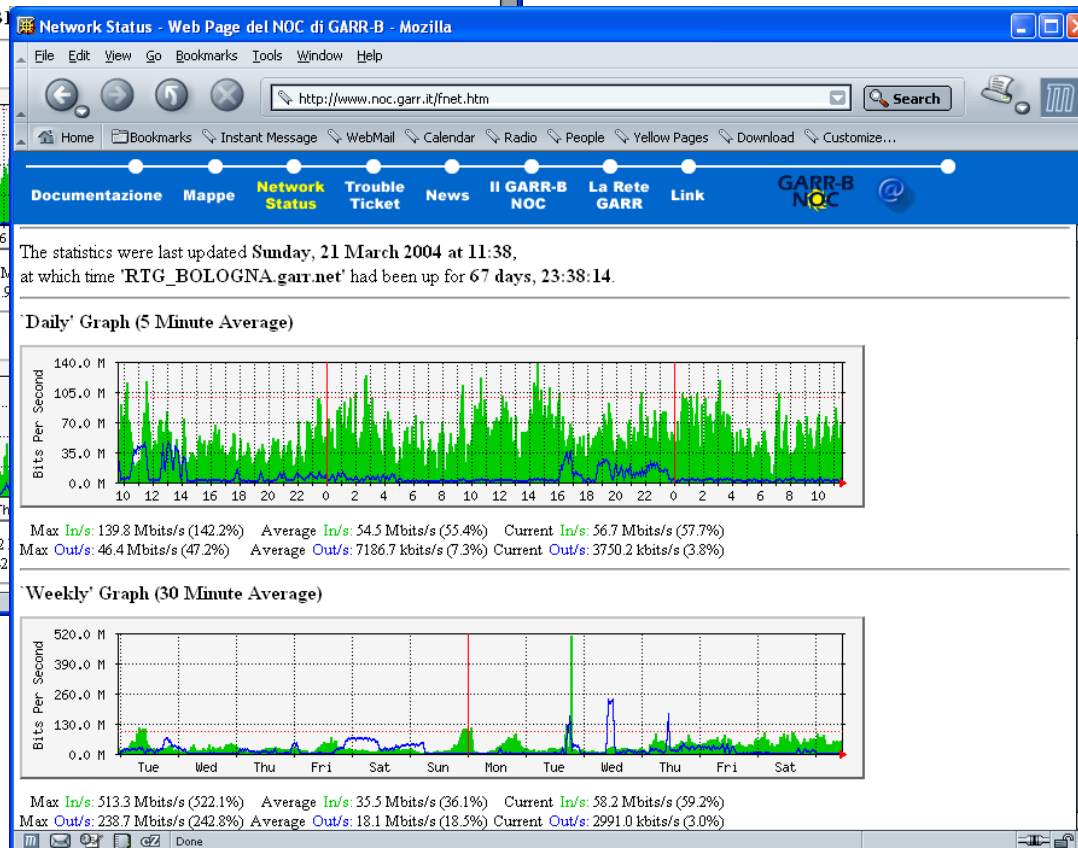 Network Status - Web Page del NOC di GARR-B - Mozilla
File Edit View Go Bookmarks Tools Window Help
http://www.noc.garr.it/fnet.htm Search
Home Bookmarks Instant Message WebMail Calendar Radio People Yellow Pages Download Customize...
Documentazione Mappe Network Status Trouble Ticket News Il GARR-B NOC La Rete GARR Link GARR-B NOC @
The statistics were last updated Sunday, 21 March 2004 at 11:38,
at which time 'RTG_BOLOGNA.garr.net' had been up for 67 days, 23:38:14.
`Daily' Graph (5 Minute Average)
Bits Per Second
140.0 M
105.0 M
70.0 M
35.0 M
0.0 M
10 12 14 16 18 20 22 0 2 4 6 8 10 12 14 16 18 20 22 0 2 4 6 8 10
Max In/s: 139.8 Mbits/s (142.2%) Average In/s: 54.5 Mbits/s (55.4%) Current In/s: 56.7 Mbits/s (57.7%)
Max Out/s: 46.4 Mbits/s (47.2%) Average Out/s: 7186.7 kbits/s (7.3%) Current Out/s: 3750.2 kbits/s (3.8%)
`Weekly' Graph (30 Minute Average)
Bits Per Second
520.0 M
390.0 M
260.0 M
130.0 M
0.0 M
Tue Wed Thu Fri Sat Sun Mon Tue Wed Thu Fri Sat
Max In/s: 513.3 Mbits/s (522.1%) Average In/s: 35.5 Mbits/s (36.1%) Current In/s: 58.2 Mbits/s (59.2%)
Max Out/s: 238.7 Mbits/s (242.8%) Average Out/s: 18.1 Mbits/s (18.5%) Current Out/s: 2991.0 kbits/s (3.0%)
Done